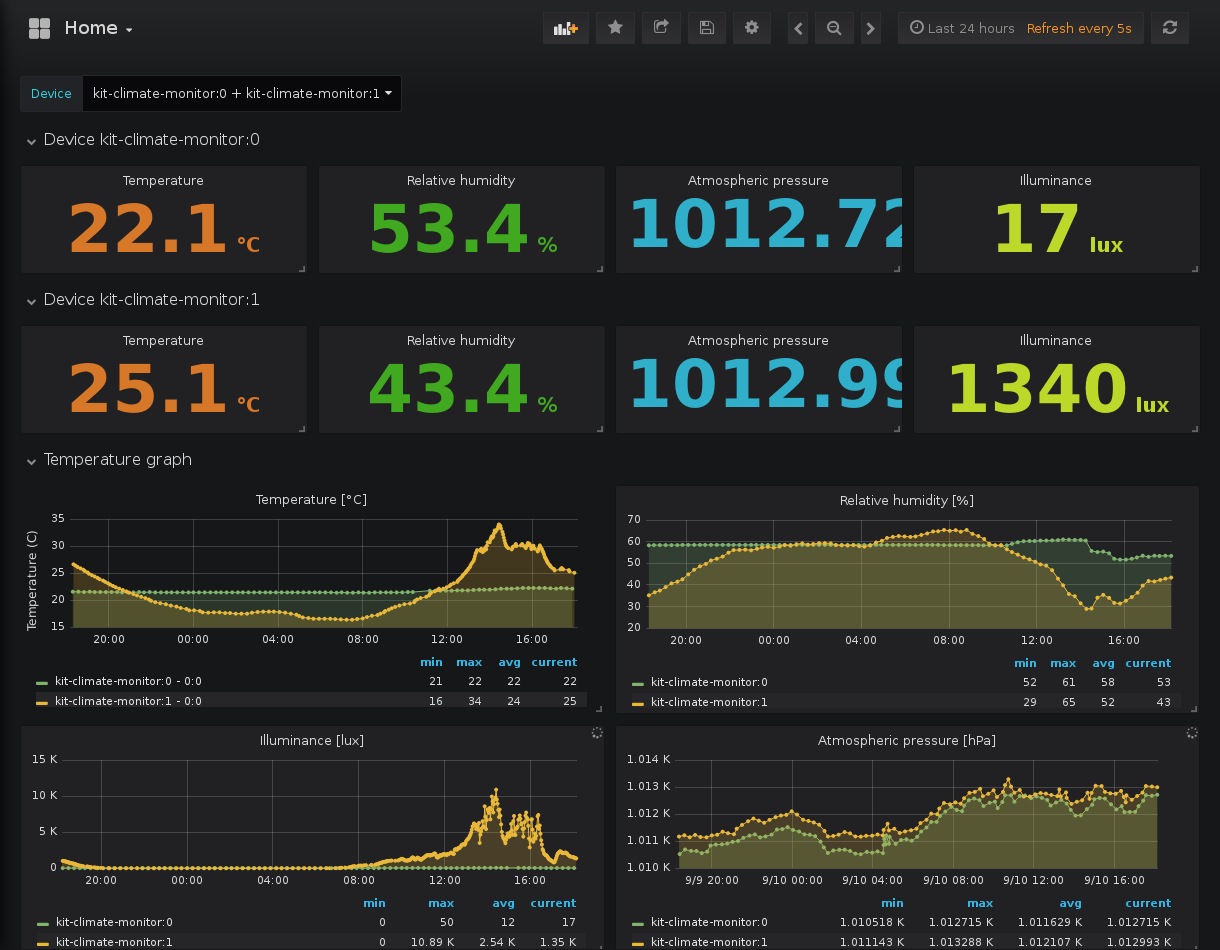 Home
Last 24 hours Refresh every 5s
Device kit-climate-monitor:0 + kit-climate-monitor:1
Device kit-climate-monitor:0
Temperature Relative humidity Atmospheric pressure Illuminance
22.1 °C 53.4 % 1012.72 17 lux
Device kit-climate-monitor:1
Temperature Relative humidity Atmospheric pressure Illuminance
25.1 °C 43.4 % 1012.99 1340 lux
Temperature graph
Temperature [°C]
Temperature (C)
35
30
25
20
15
20:00 00:00 04:00 08:00 12:00 16:00
min max avg current
kit-climate-monitor:0 - 0:0 21 22 22 22
kit-climate-monitor:1 - 0:0 16 34 24 25
Relative humidity [%]
70
60
50
40
30
20
20:00 00:00 04:00 08:00 12:00 16:00
min max avg current
kit-climate-monitor:0 52 61 58 53
kit-climate-monitor:1 29 65 52 43
Illuminance [lux]
15 K
10 K
5 K
0
20:00 00:00 04:00 08:00 12:00 16:00
min max avg current
kit-climate-monitor:0 0 50 12 17
kit-climate-monitor:1 0 10.89 K 2.54 K 1.35 K
Atmospheric pressure [hPa]
1.014 K
1.013 K
1.012 K
1.011 K
1.010 K
9/9 20:00 9/10 00:00 9/10 04:00 9/10 08:00 9/10 12:00 9/10 16:00
min max avg current
kit-climate-monitor:0 1.010518 K 1.012715 K 1.011629 K 1.012715 K
kit-climate-monitor:1 1.011143 K 1.013288 K 1.012107 K 1.012993 K